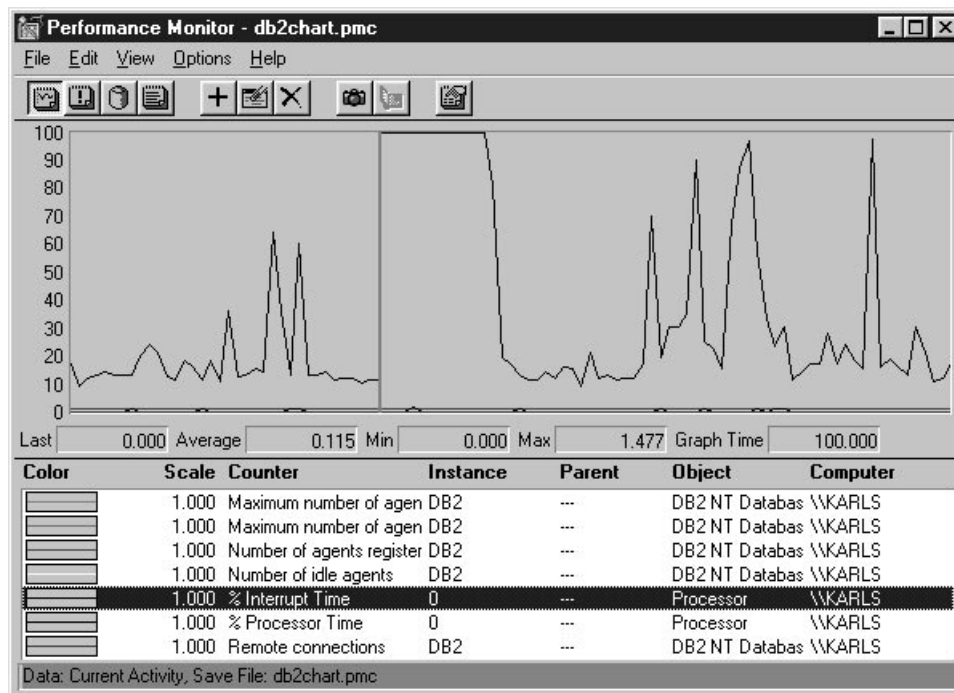 Performance Monitor - db2chart.pmc
File Edit View Options Help
100
90
80
70
60
50
40
30
20
10
0
Last 0.000 Average 0.115 Min 0.000 Max 1.477 Graph Time 100.000
Color Scale Counter Instance Parent Object Computer
1.000 Maximum number of agen DB2 --- DB2 NT Databas \\KARLS
1.000 Maximum number of agen DB2 --- DB2 NT Databas \\KARLS
1.000 Number of agents register DB2 --- DB2 NT Databas \\KARLS
1.000 Number of idle agents DB2 --- DB2 NT Databas \\KARLS
1.000 % Interrupt Time 0 --- Processor \\KARLS
1.000 % Processor Time 0 --- Processor \\KARLS
1.000 Remote connections DB2 --- DB2 NT Databas \\KARLS
Data: Current Activity, Save File: db2chart.pmc